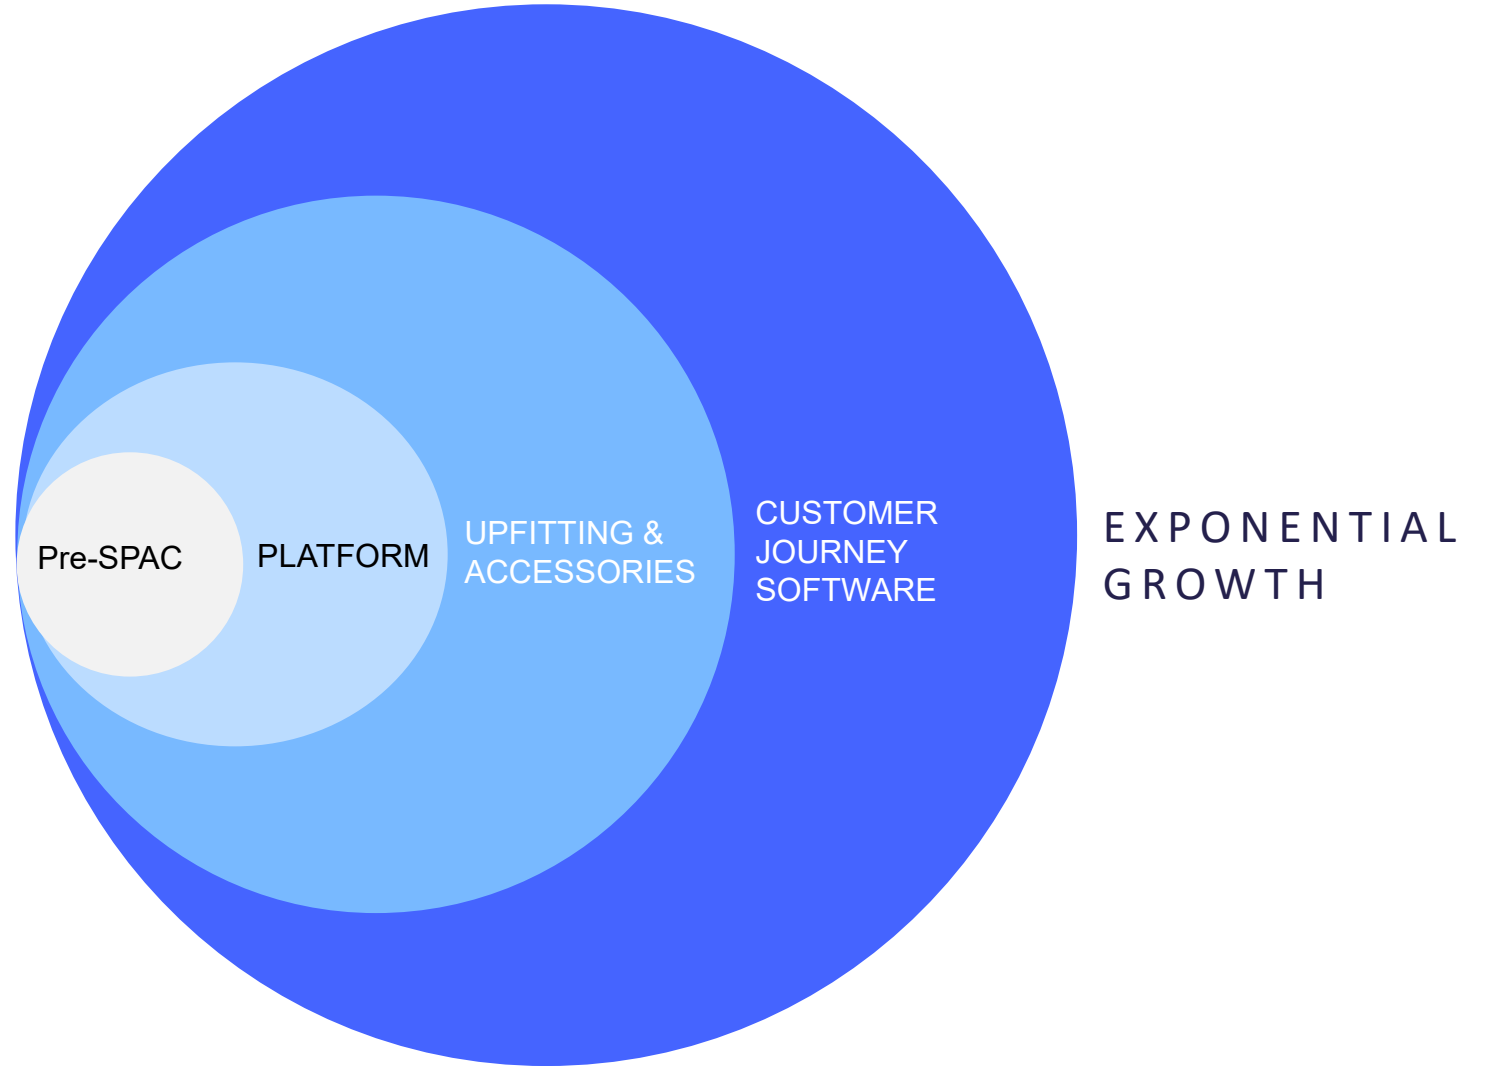 Pre-SPAC
PLATFORM
UPFITTING &
ACCESSORIES
CUSTOMER
JOURNEY
SOFTWARE
EXPONENTIAL
GROWTH